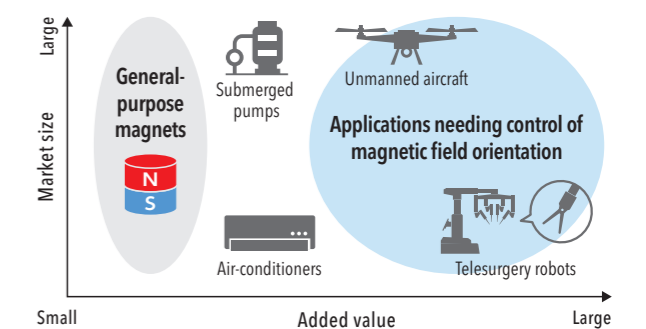 Large
Market size
General-
purpose
magnets
N
S
Submerged
pumps
Unmanned aircraft
Applications needing control of
magnetic field orientation
Air-conditioners
Telesurgery robots
Small
Added value
Large